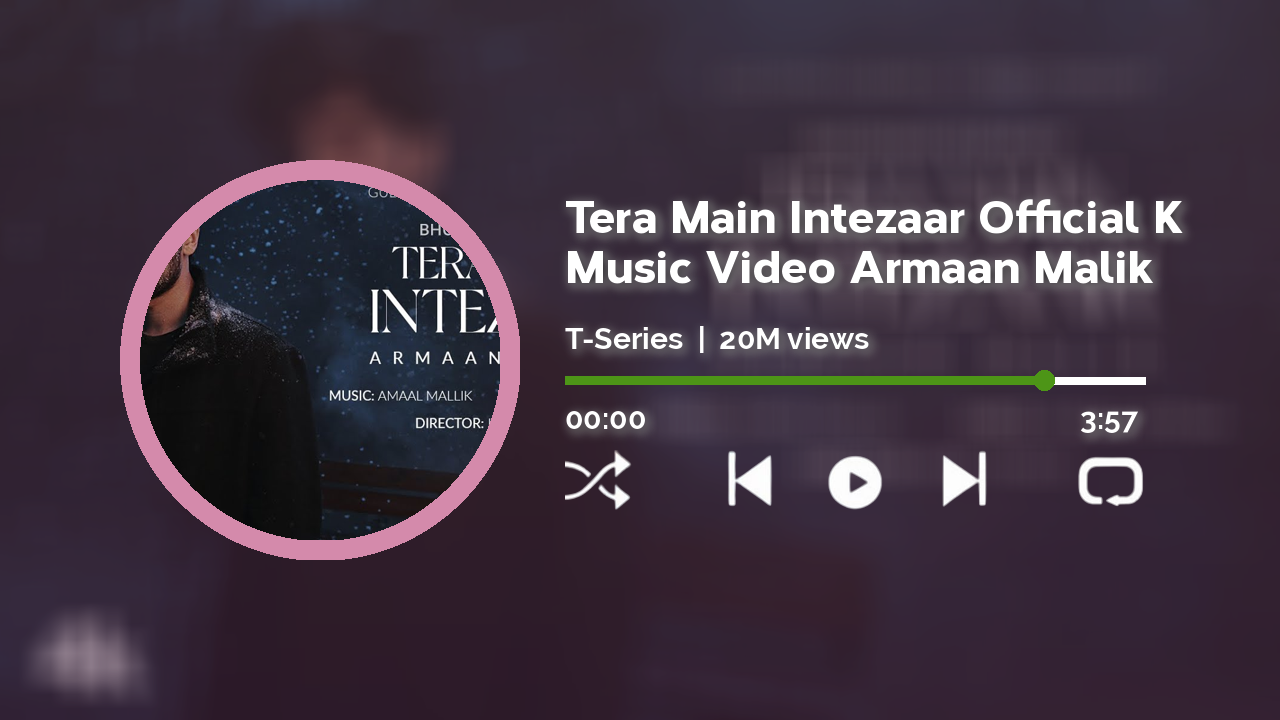 BHU
TERA
INTEZ
ARMAAN
MUSIC: AMAAL MALLIK
DIRECTOR:
Tera Main Intezaar Official K
Music Video Armaan Malik
T-Series | 20M views
00:00
3:57